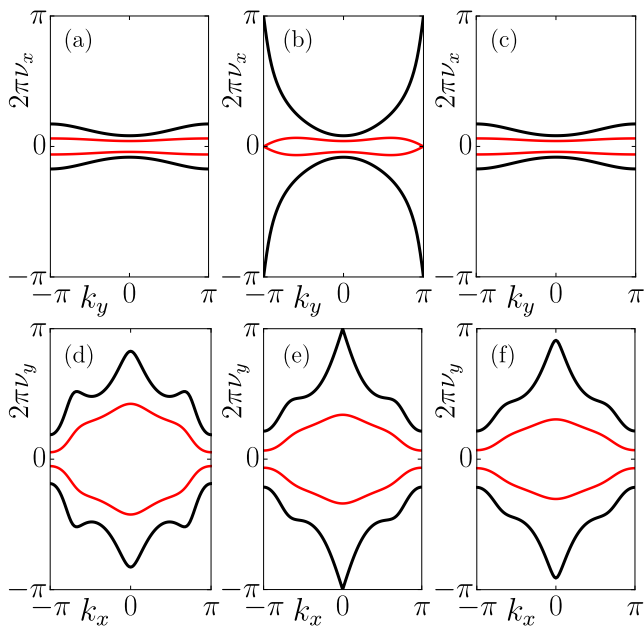 π (a) 2πν_x 0 −π −π k_y 0 π
π (b) 2πν_x 0 −π −π k_y 0 π
π (c) 2πν_x 0 −π −π k_y 0 π
π (d) 2πν_y 0 −π −π k_x 0 π
π (e) 2πν_y 0 −π −π k_x 0 π
π (f) 2πν_y 0 −π −π k_x 0 π